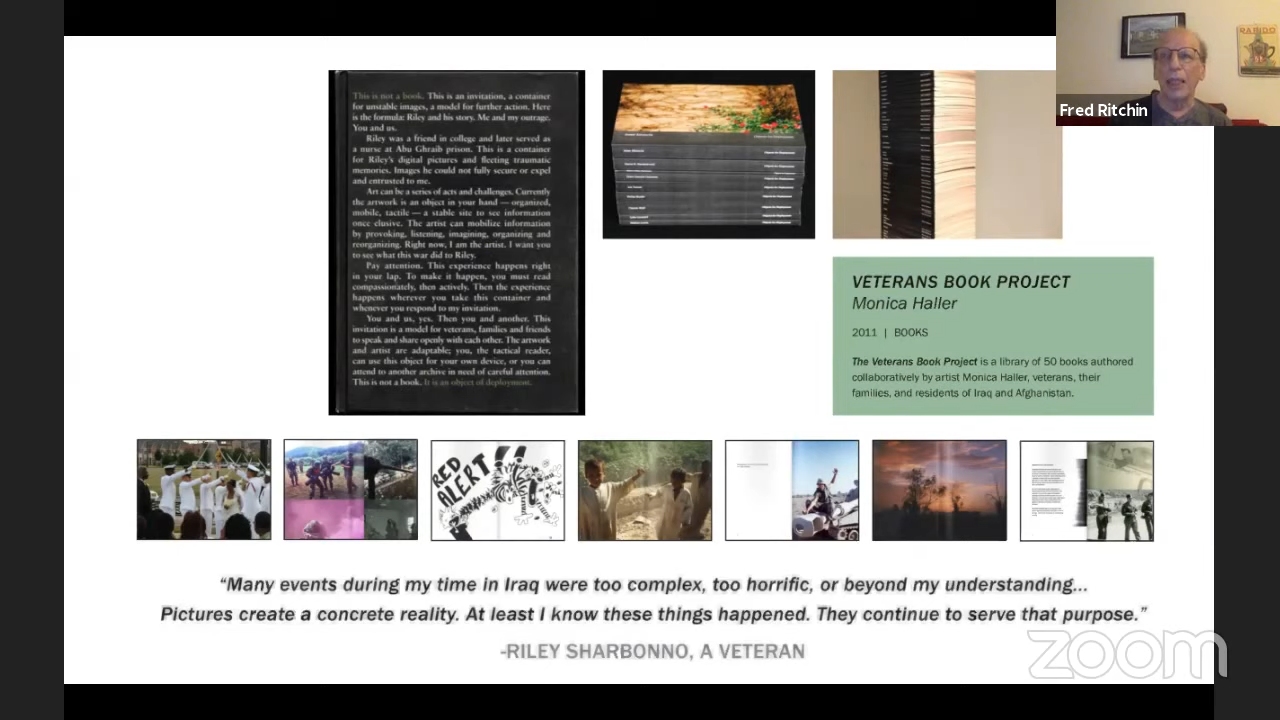 This is not a book. This is an invitation, a container
for unstable images, a model for further action. Here
is the formula: Riley and his story. Me and my outrage.
You and us.
Riley was a friend in college and later served as
a nurse at Abu Ghraib prison. This is a container
for Riley's digital pictures and fleeting traumatic
memories. Images he could not fully secure or expel
and entrusted to me.
Art can be a series of acts and challenges. Currently
the artwork is an object in your hand — organized,
mobile, tactile — a stable site to see information
once elusive. The artist can mobilize information
by provoking, listening, imagining, organizing and
reorganizing. Right now, I am the artist. I want you
to see what this war did to Riley.
Pay attention. This experience happens right
in your lap. To make it happen, you must read
compassionately, then actively. Then the experience
happens wherever you take this container and
whenever you respond to my invitation.
You and us, yes. Then you and another. This
invitation is a model for veterans, families and friends
to speak and share openly with each other. The artwork
and artist are adaptable; you, the tactical reader,
can use this object for your own device, or you can
attend to another archive in need of careful attention.
This is not a book. It is an object of deployment.
RAPIDO
Fred Ritchin
VETERANS BOOK PROJECT
Monica Haller
2011 | BOOKS
The Veterans Book Project is a library of 50 books authored
collaboratively by artist Monica Haller, veterans, their
families, and residents of Iraq and Afghanistan.
RED
ALERT!!
“Many events during my time in Iraq were too complex, too horrific, or beyond my understanding...
Pictures create a concrete reality. At least I know these things happened. They continue to serve that purpose.”
-RILEY SHARBONNO, A VETERAN
zoom